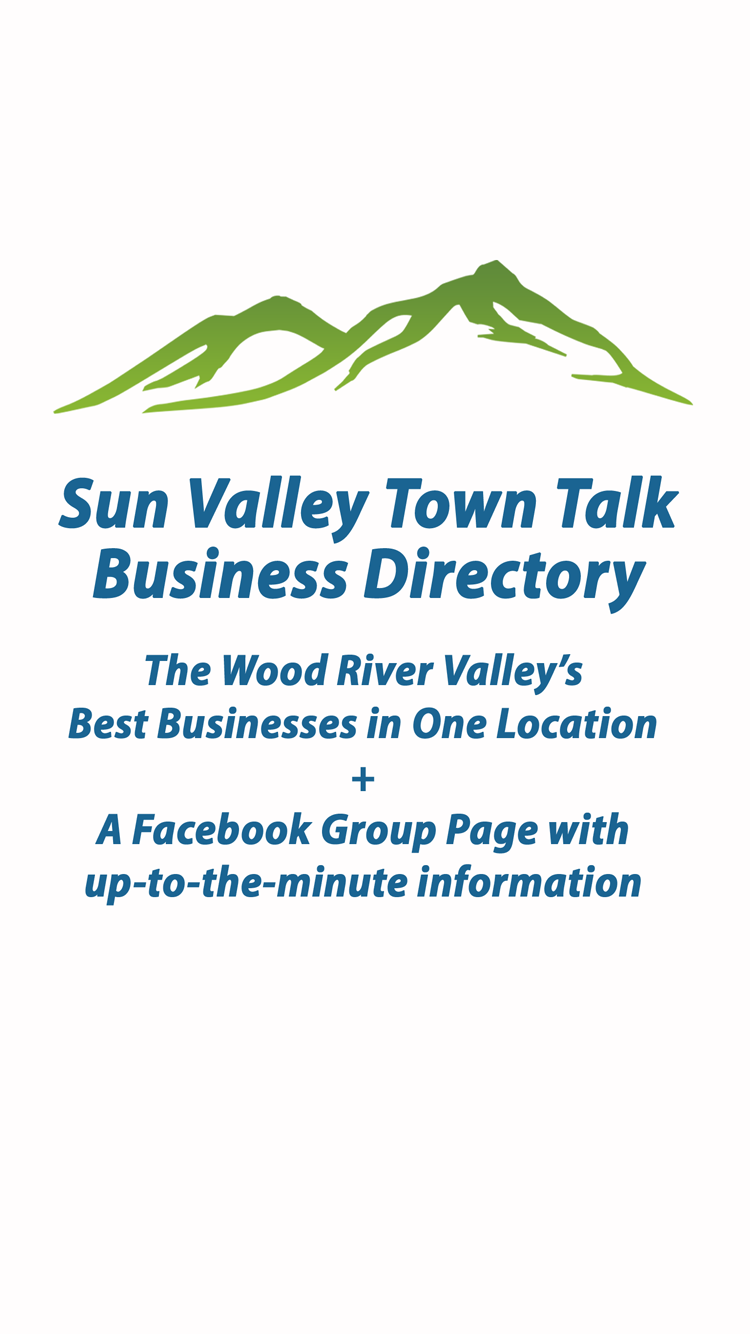 Sun Valley Town Talk
Business Directory
The Wood River Valley’s
Best Businesses in One Location
+
A Facebook Group Page with
up-to-the-minute information